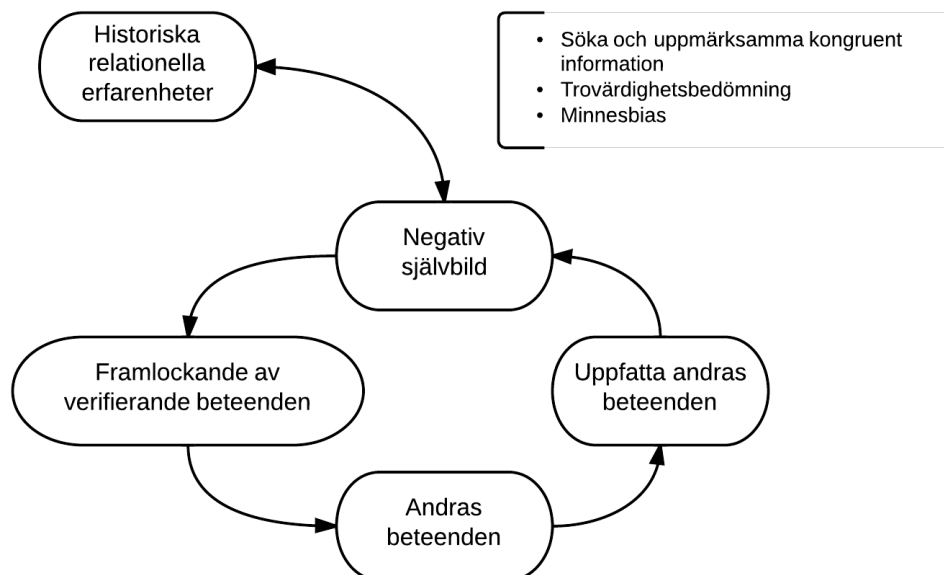 Historiska
relationella
erfarenheter
• Söka och uppmärksamma kongruent
information
• Trovärdighetsbedömning
• Minnesbias
Negativ
självbild
Framlockande av
verifierande beteenden
Uppfatta andras
beteenden
Andras
beteenden